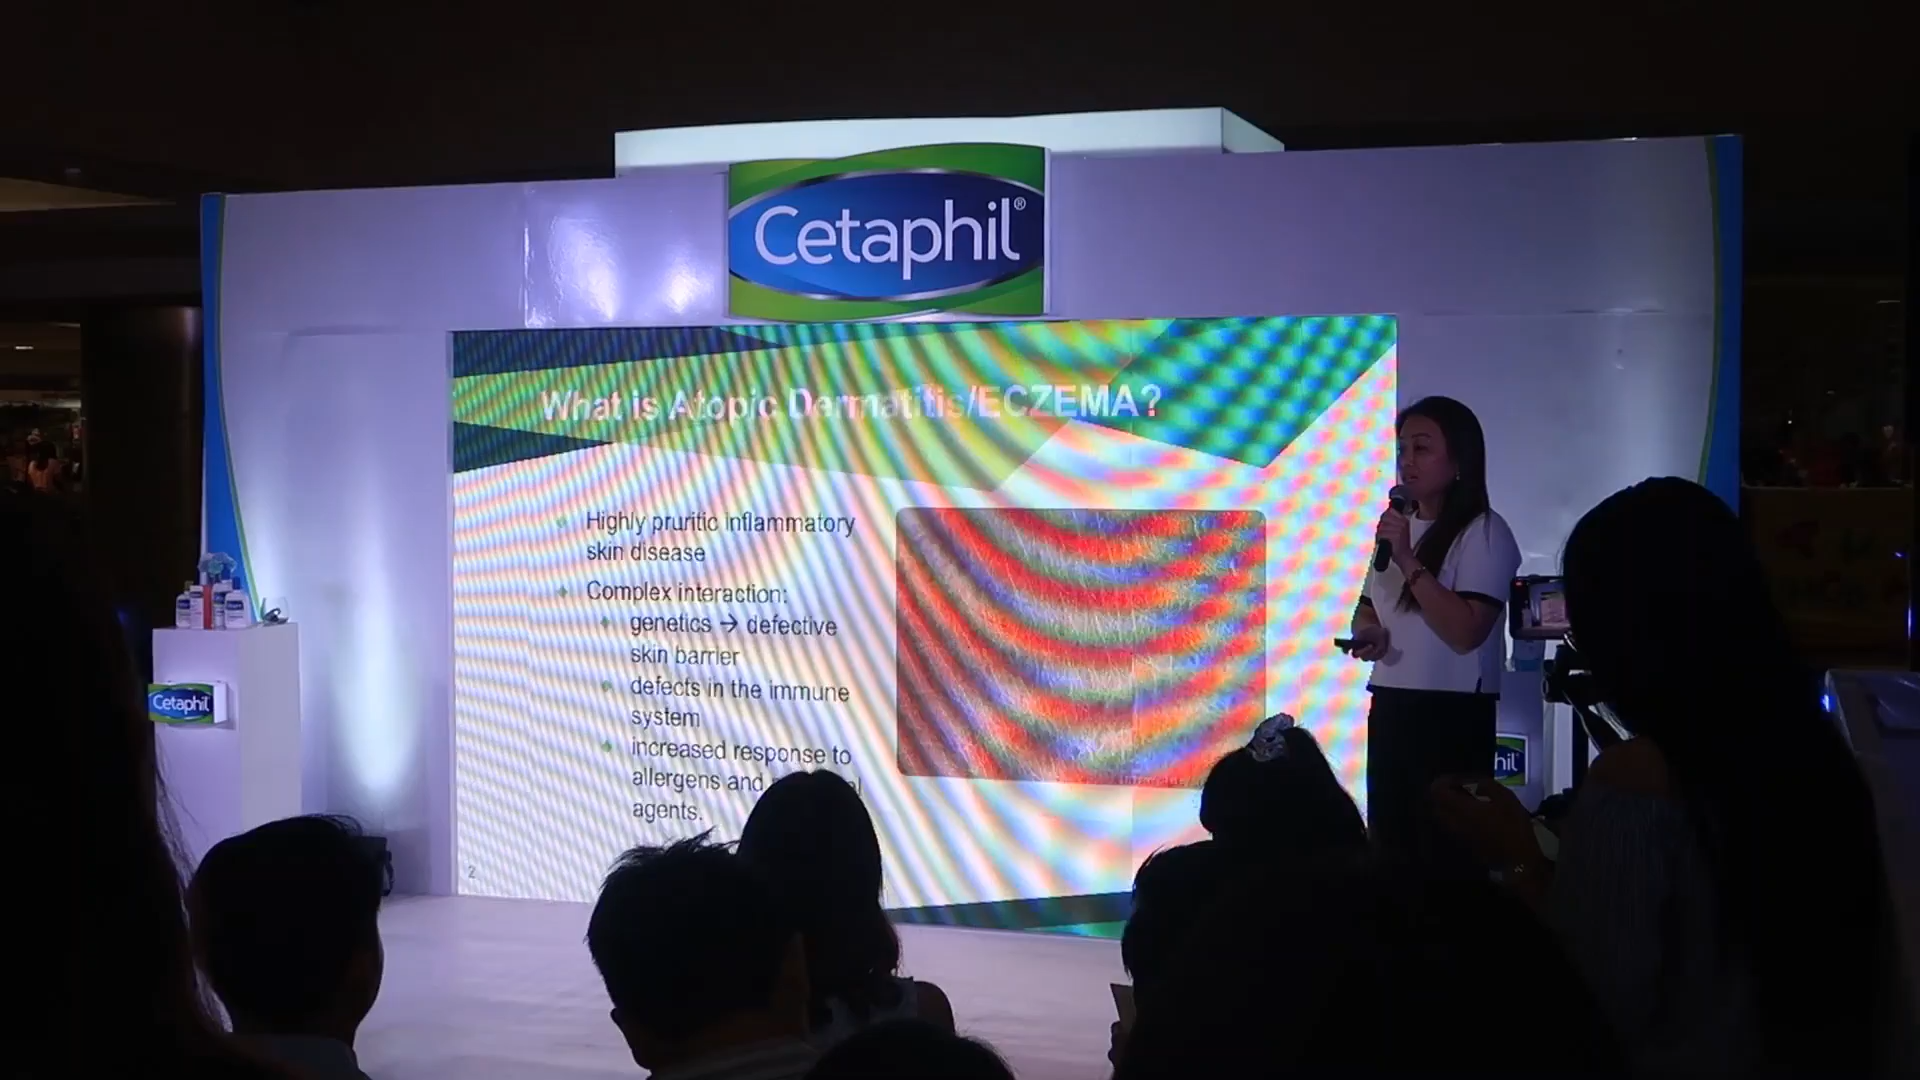 Cetaphil®
What is Atopic Dermatitis/ECZEMA?
Highly pruritic inflammatory
skin disease
Complex interaction:
genetics → defective
skin barrier
defects in the immune
system
increased response to
allergens and
agents.
2
Cetaphil
hil